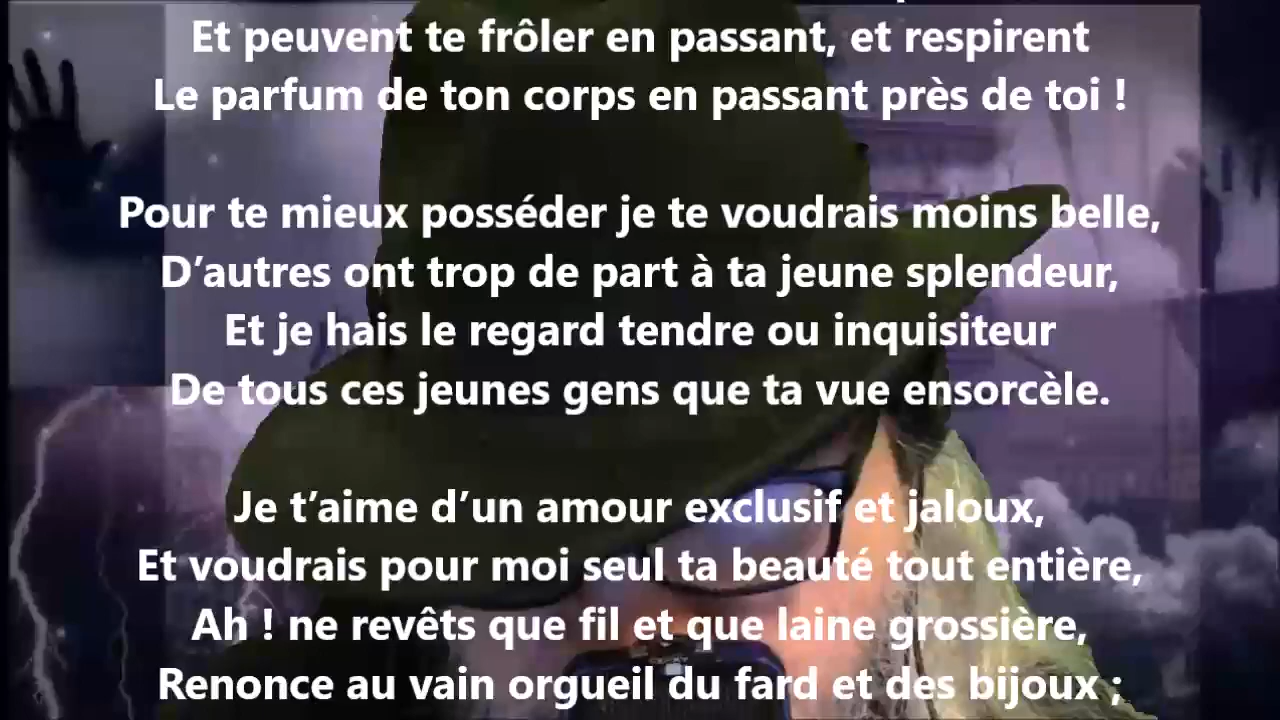 Et peuvent te frôler en passant, et respirent
Le parfum de ton corps en passant près de toi !
Pour te mieux posséder je te voudrais moins belle,
D’autres ont trop de part à ta jeune splendeur,
Et je hais le regard tendre ou inquisiteur
De tous ces jeunes gens que ta vue ensorcèle.
Je t’aime d’un amour exclusif et jaloux,
Et voudrais pour moi seul ta beauté tout entière,
Ah ! ne revêts que fil et que laine grossière,
Renonce au vain orgueil du fard et des bijoux ;